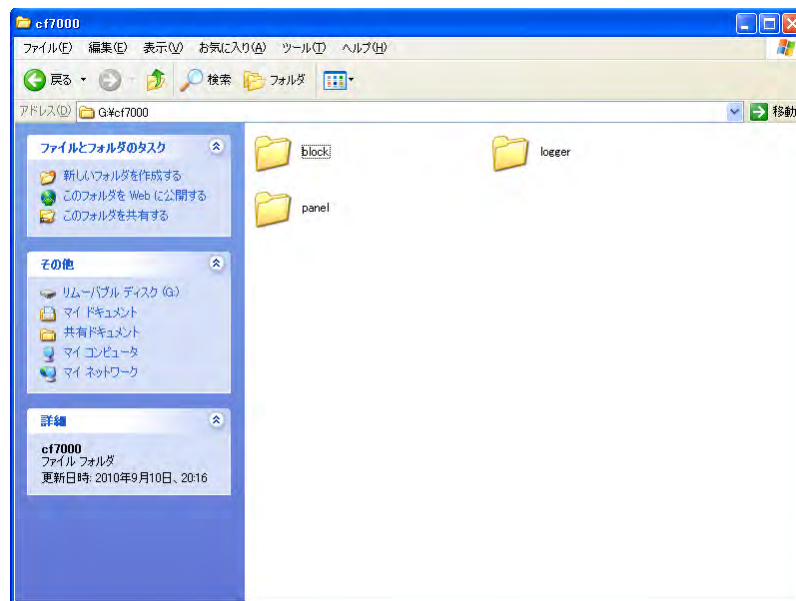 cf7000
ファイル(F) 編集(E) 表示(V) お気に入り(A) ツール(T) ヘルプ(H)
戻る 検索 フォルダ
アドレス(D) G:¥cf7000 移動
ファイルとフォルダのタスク
新しいフォルダを作成する
このフォルダを Web に公開する
このフォルダを共有する
その他
リムーバブル ディスク (G:)
マイ ドキュメント
共有ドキュメント
マイ コンピュータ
マイ ネットワーク
詳細
cf7000
ファイル フォルダ
更新日時: 2010年9月10日、20:16
block
logger
panel